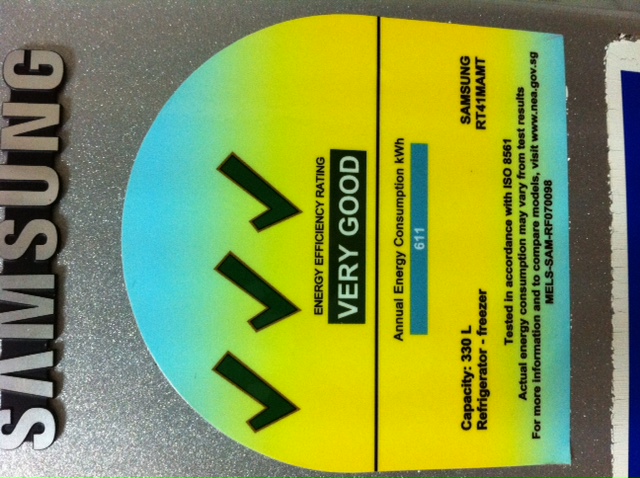 SAMSUNG
ENERGY EFFICIENCY RATING
VERY GOOD
Annual Energy Consumption kWh
611
Capacity: 330 L
Refrigerator - freezer
SAMSUNG
RT41MAMT
Tested in accordance with ISO 8561
Actual energy consumption may vary from test results
For more information and to compare models, visit www.nea.gov.sg
MELS-SAM-RF070098